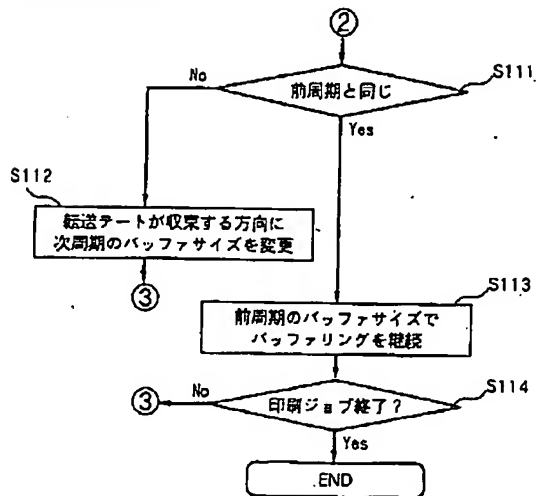 ②
No
前周期と同じ
S111
Yes
S112
転送テートが収束する方向に
次周期のバッファサイズを変更
③
S113
前周期のバッファサイズで
バッファリングを継続
③
No
印刷ジョブ終了？
S114
Yes
.END